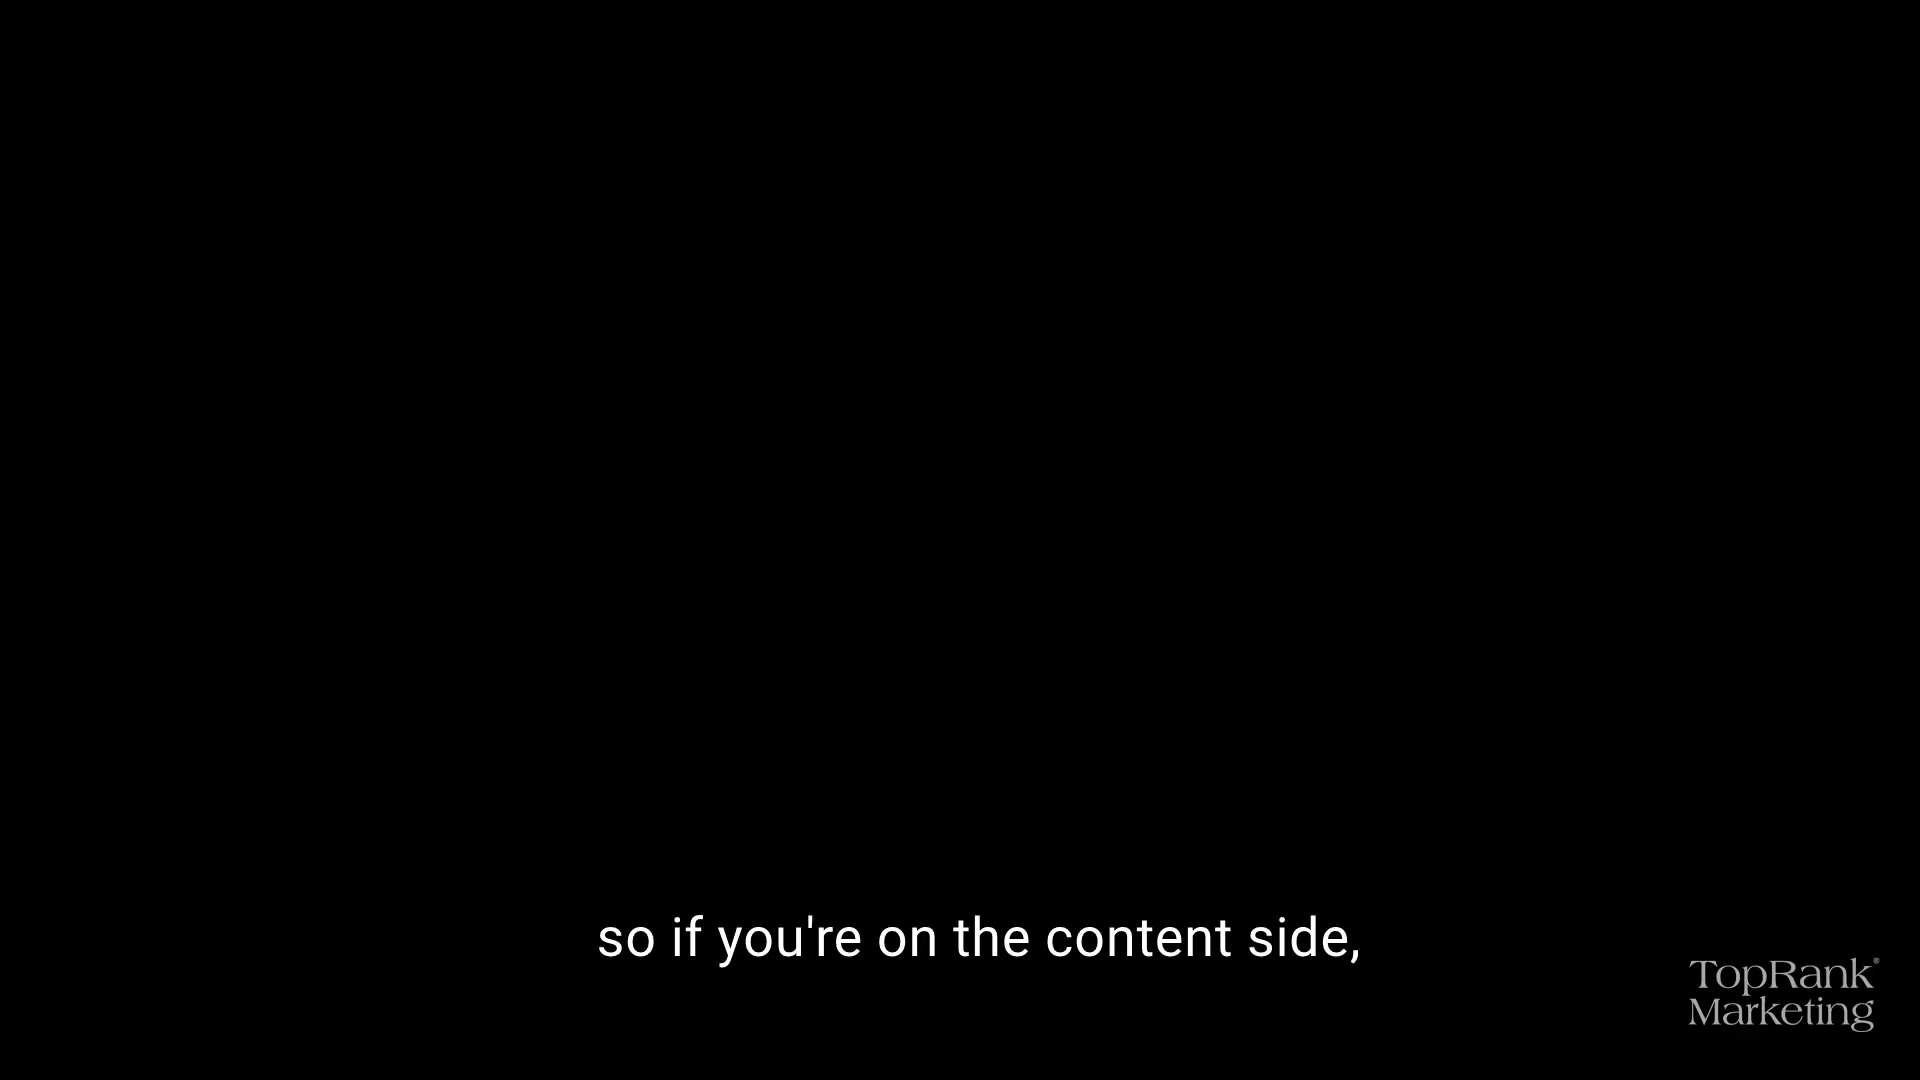 so if you're on the content side,
TopRank®
Marketing